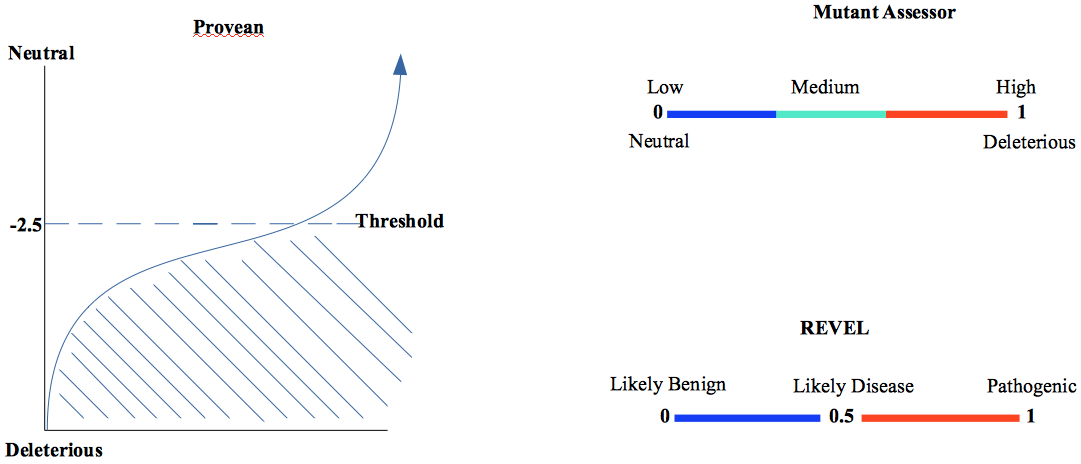 Provean
Neutral
-2.5
Threshold
Deleterious
Mutant Assessor
Low Medium High
0 1
Neutral Deleterious
REVEL
Likely Benign Likely Disease Pathogenic
0 0.5 1